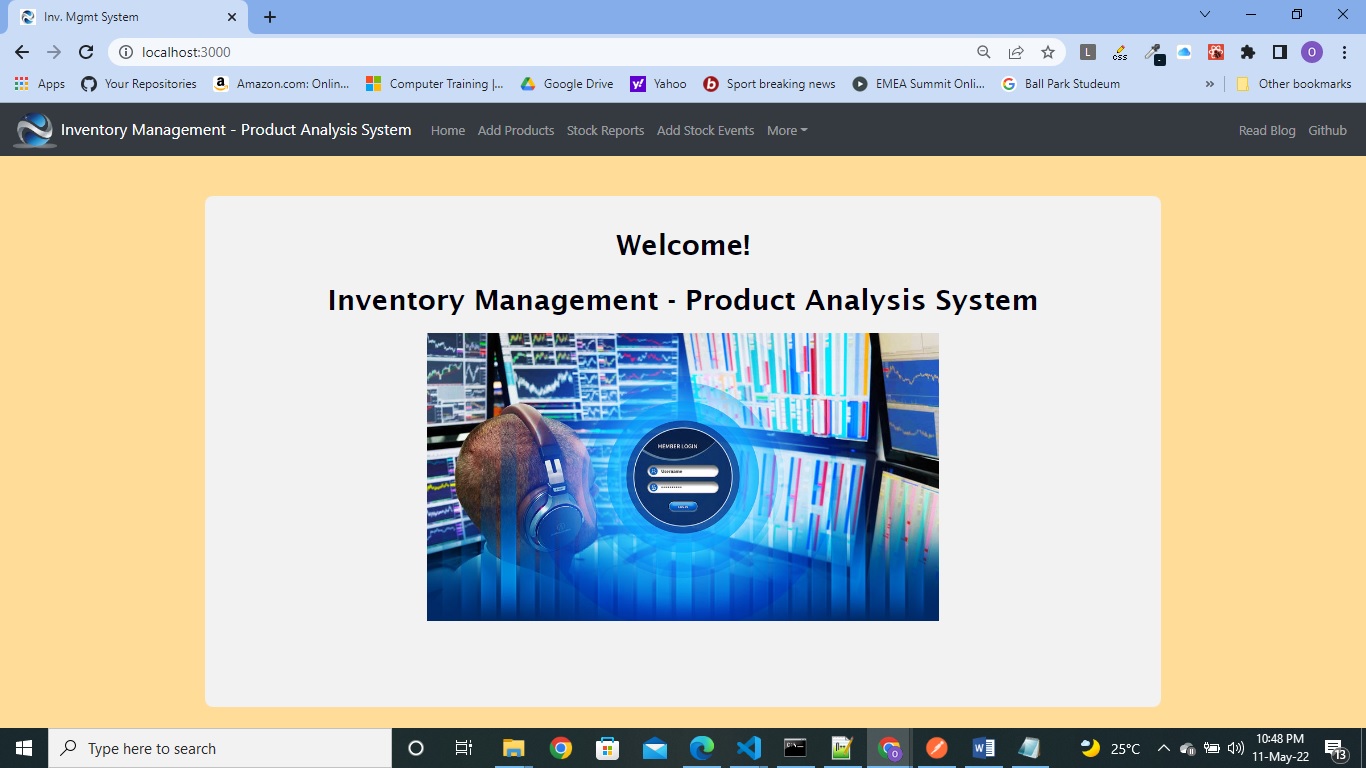 Inv. Mgmt System
localhost:3000
L
css
O
Apps
Your Repositories
Amazon.com: Onlin...
Computer Training |...
Google Drive
Yahoo
Sport breaking news
EMEA Summit Onli...
Ball Park Studeum
»
Other bookmarks
Inventory Management - Product Analysis System
Home
Add Products
Stock Reports
Add Stock Events
More
Read Blog
Github
Welcome!
Inventory Management - Product Analysis System
MEMBER LOGIN
Username
Type here to search
25°C
10:48 PM
11-May-22
13